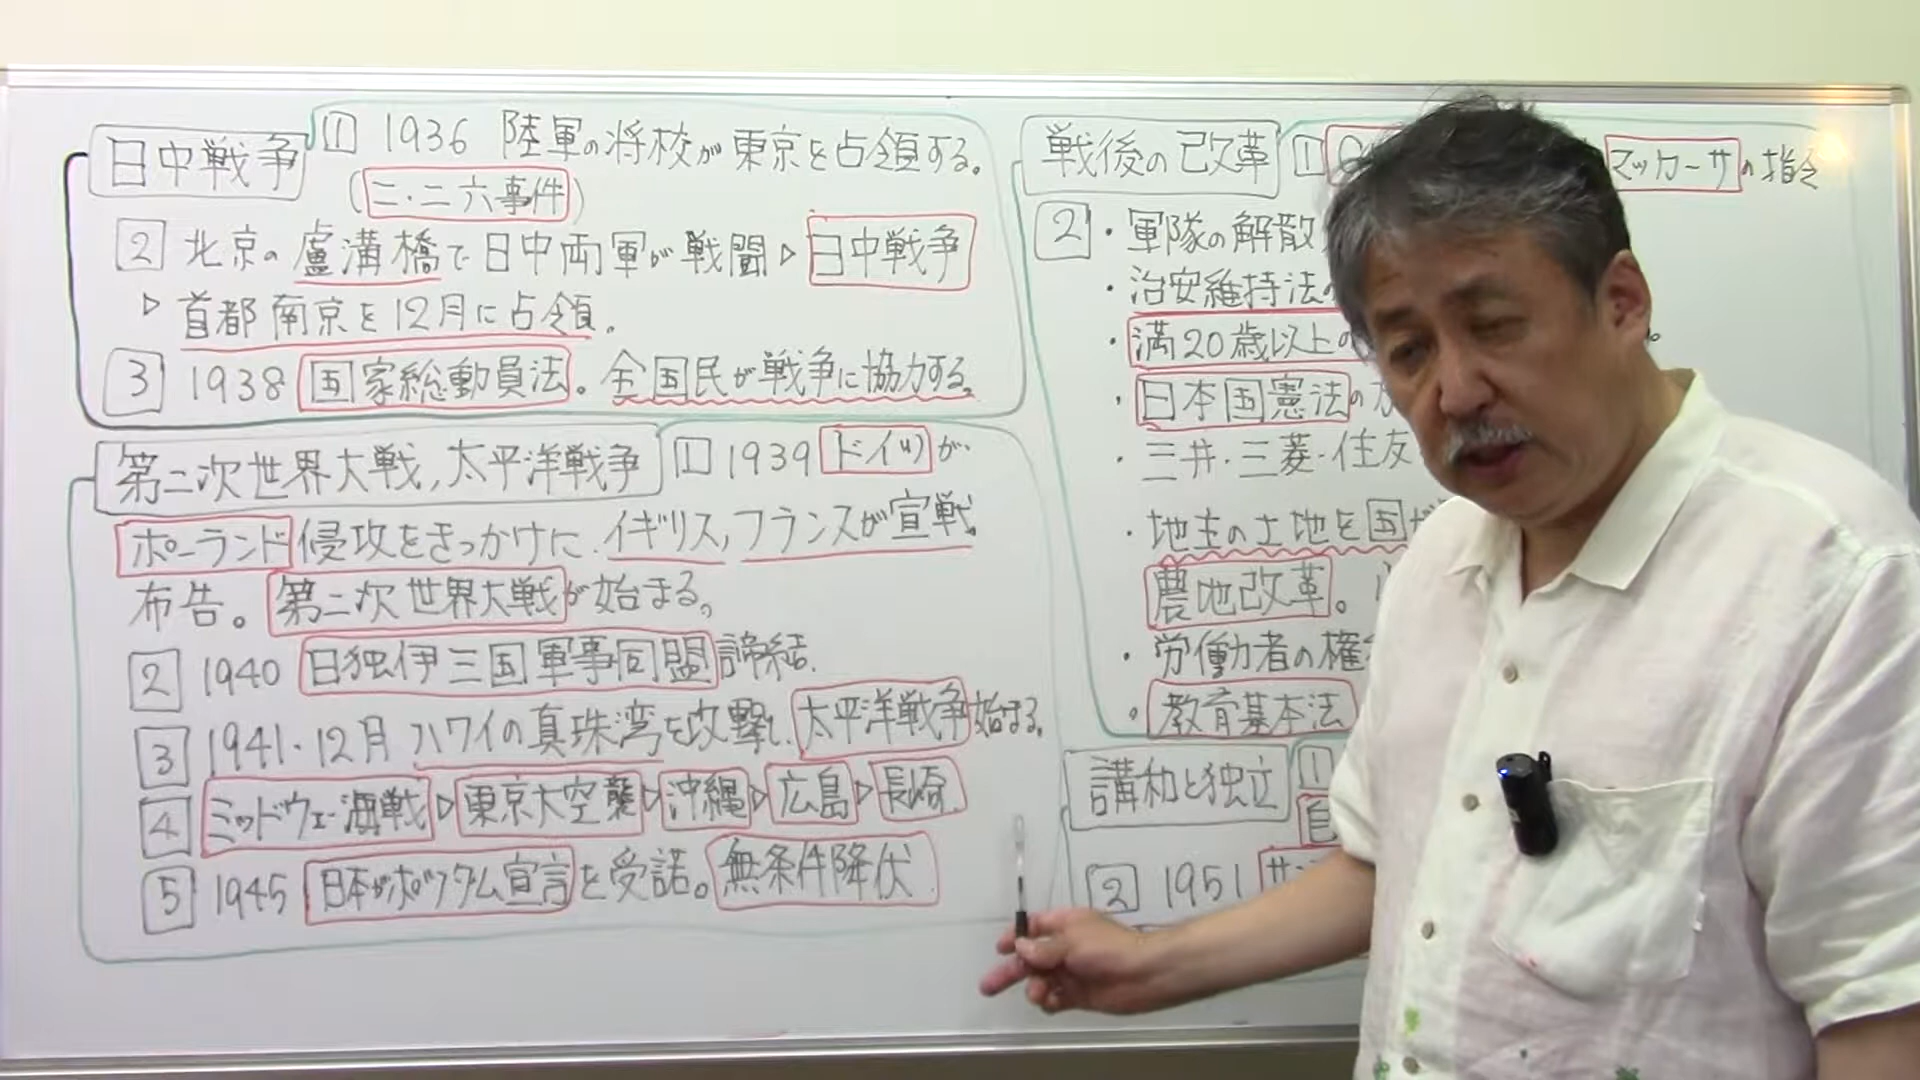 日中戦争 1 1936 陸軍の将校が東京を占領する。
(二・二六事件)
2 北京の盧溝橋で日中両軍が戦闘▷日中戦争
▷首都南京を12月に占領。
3 1938 国家総動員法。全国民が戦争に協力する。
第二次世界大戦,太平洋戦争 1 1939 ドイツが、
ポーランド侵攻をきっかけに、イギリス,フランスが宣戦
布告。第二次世界大戦が始まる。
2 1940 日独伊三国軍事同盟締結。
3 1941・12月 ハワイの真珠湾を攻撃し、太平洋戦争始まる。
4 ミッドウェー海戦▷東京大空襲▷沖縄▷広島▷長崎
5 1945 日本がポツダム宣言を受諾。無条件降伏
戦後の改革 1 マッカーサの指令
2 ・軍隊の解散
・治安維持法の
・満20歳以上の
・日本国憲法の
・三井・三菱・住友
・地主の土地を国が
農地改革。
・労働者の権
・教育基本法
講和と独立 1
自
2 1951 サン